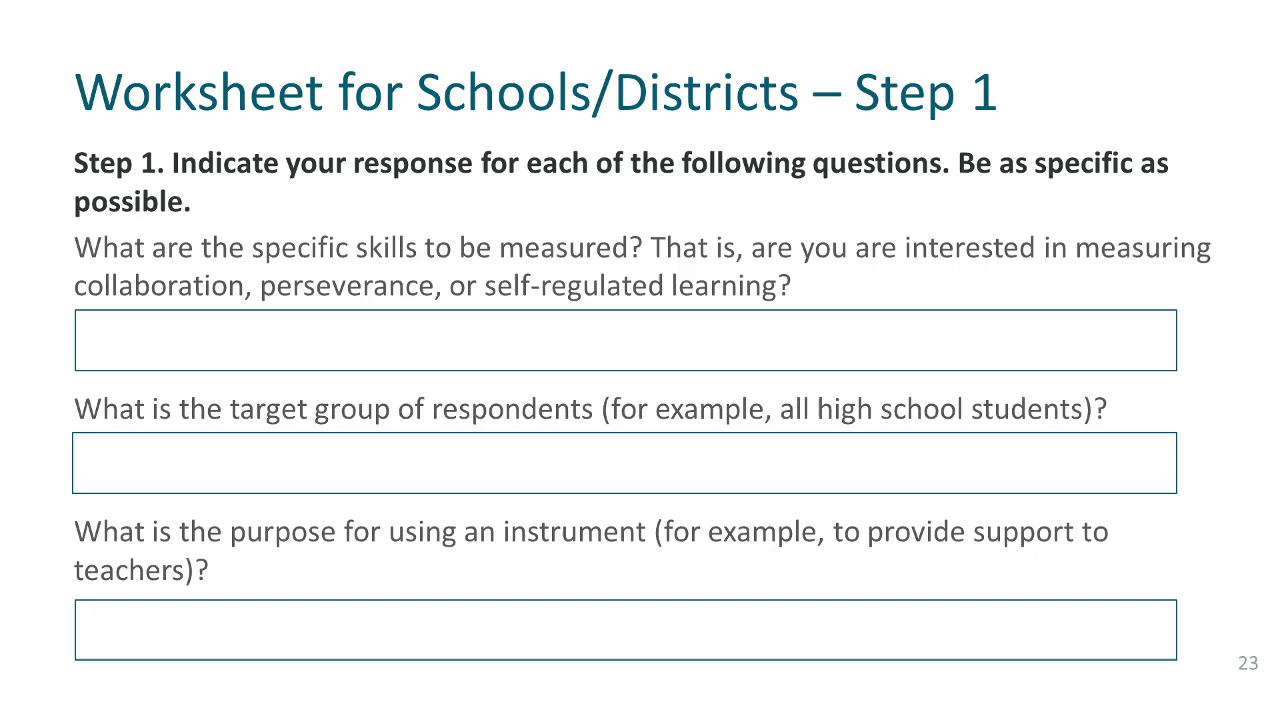 Worksheet for Schools/Districts – Step 1
Step 1. Indicate your response for each of the following questions. Be as specific as
possible.
What are the specific skills to be measured? That is, are you are interested in measuring
collaboration, perseverance, or self-regulated learning?
What is the target group of respondents (for example, all high school students)?
What is the purpose for using an instrument (for example, to provide support to
teachers)?
23